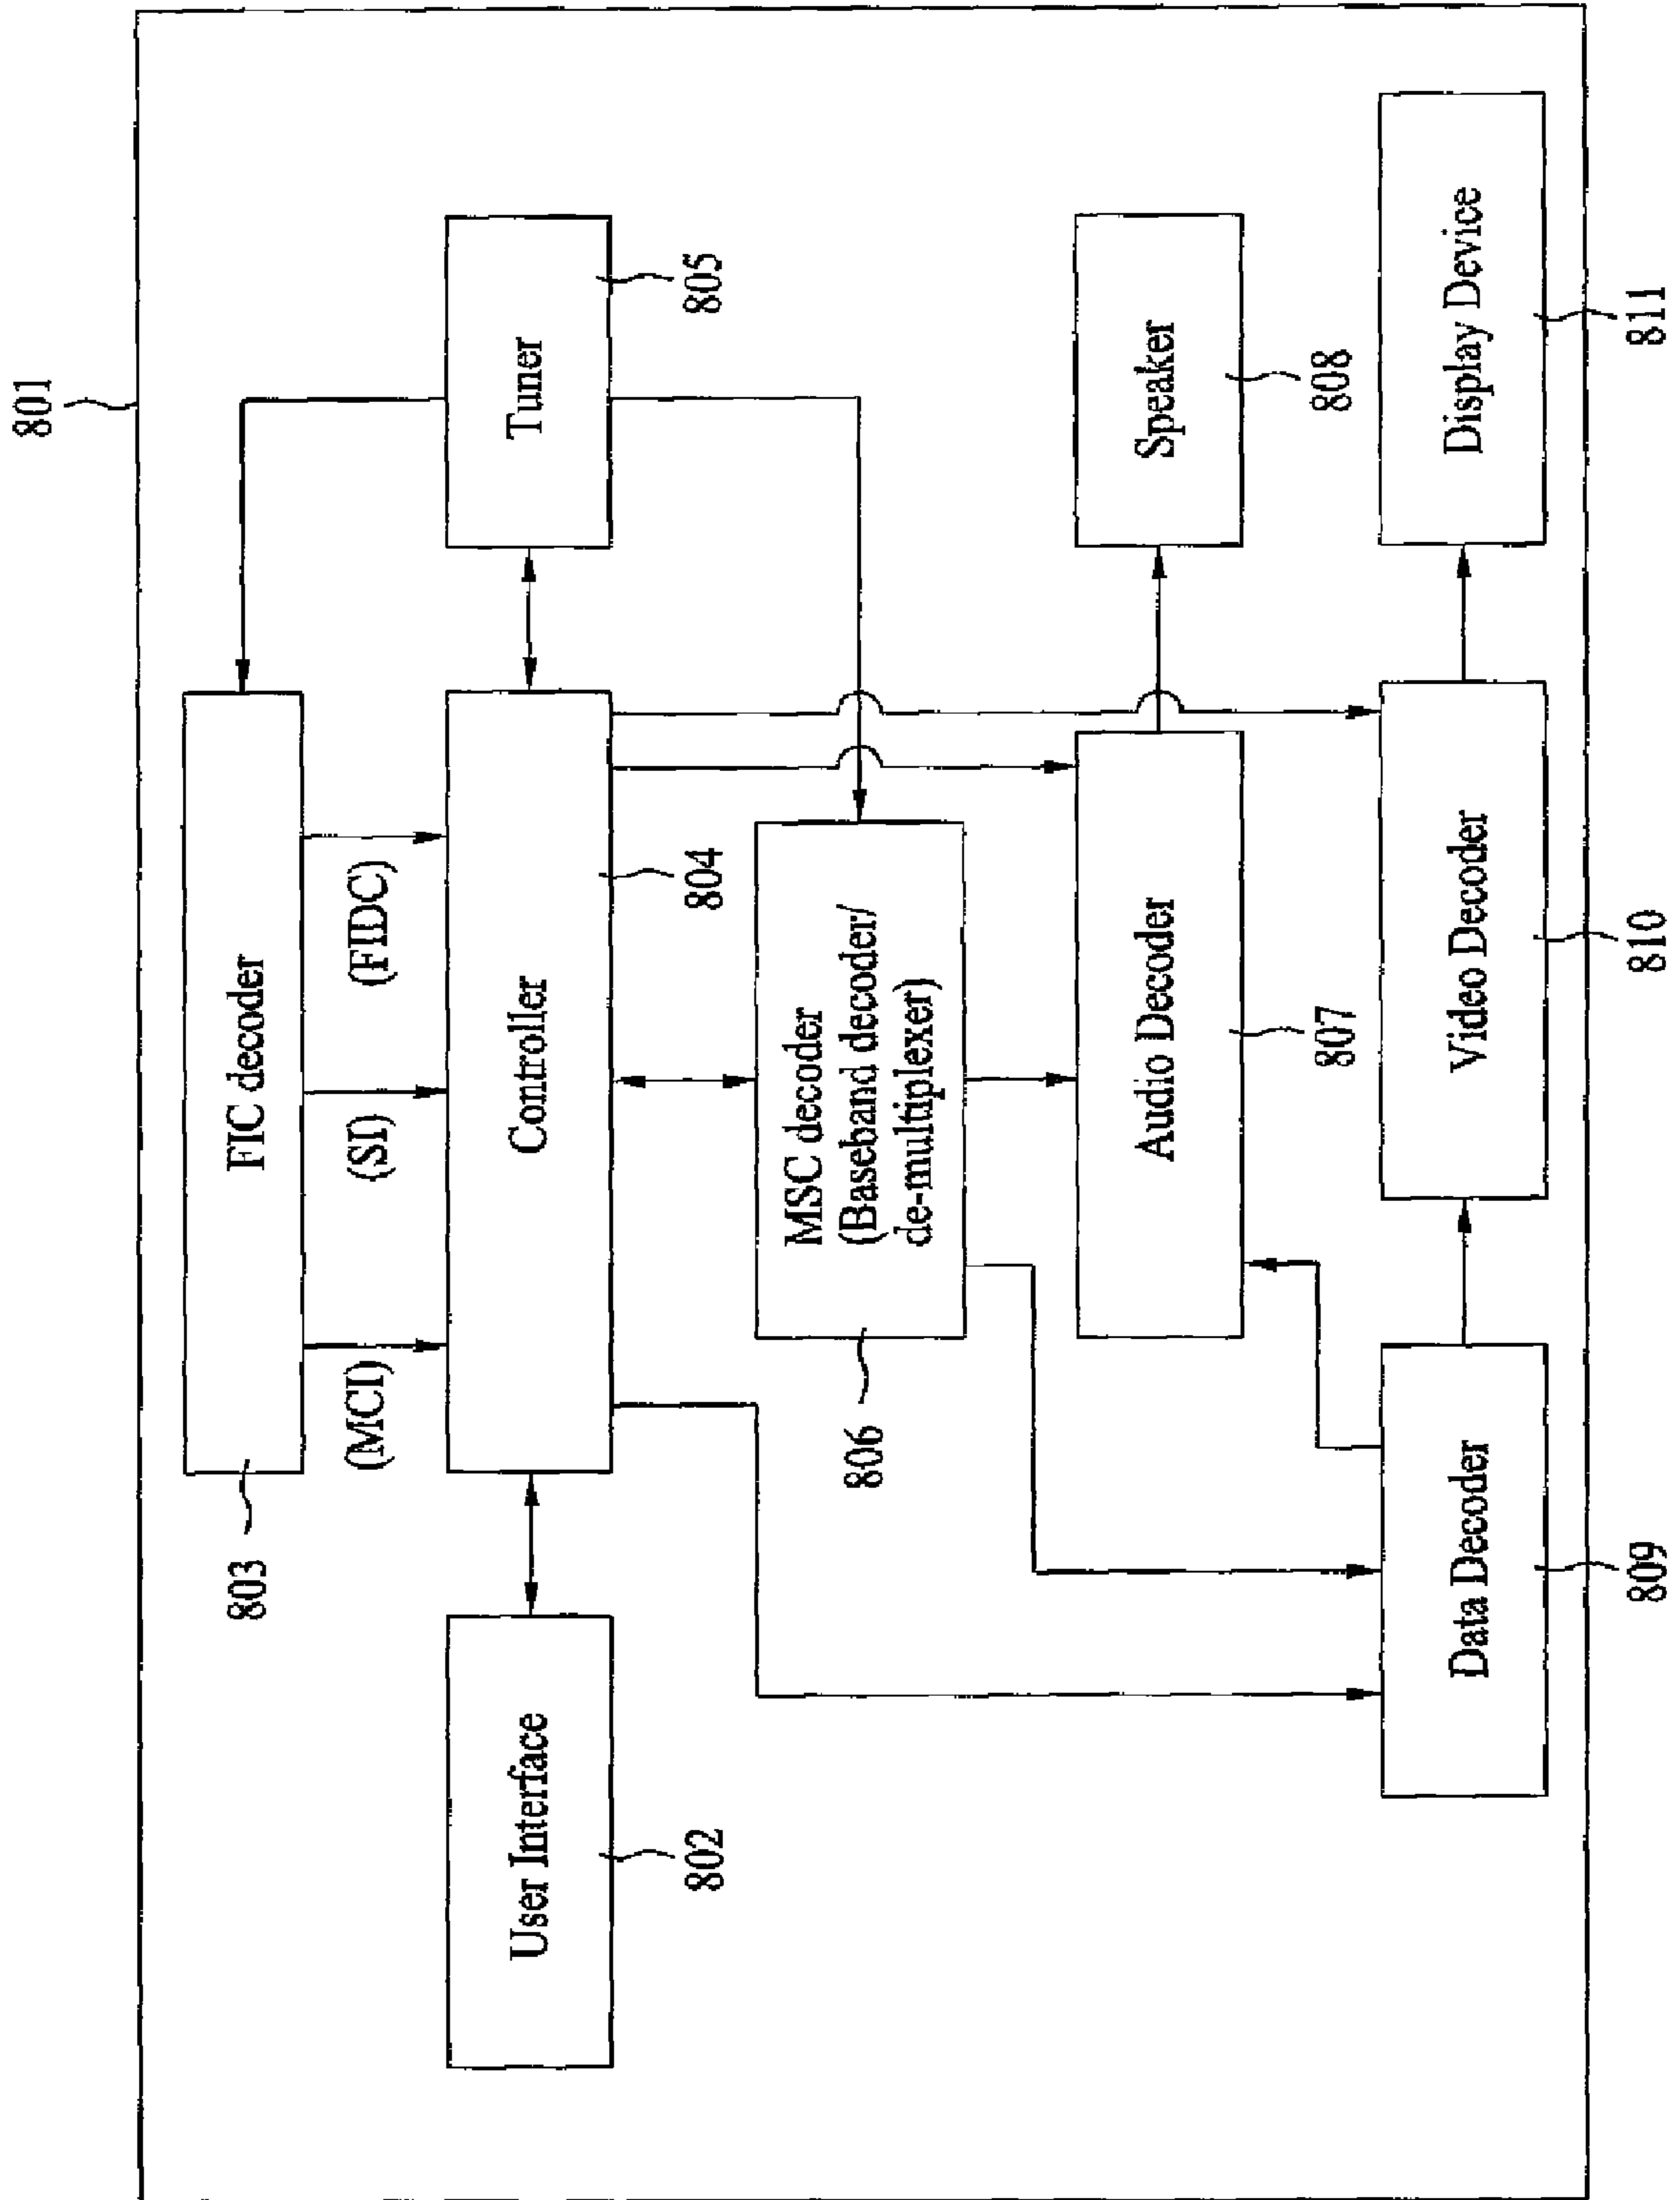 801
FIC decoder
803
(MCI)
(SI)
(FIDC)
User Interface
802
Controller
804
Tuner
805
MSC decoder
(Baseband decoder/
de-multiplexer)
806
Audio Decoder
807
Speaker
808
Data Decoder
809
Video Decoder
810
Display Device
811